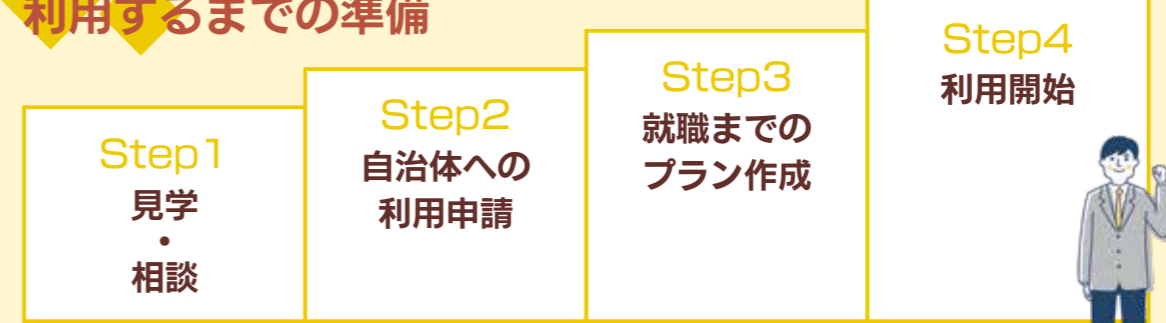 利用するまでの準備
Step1
見学
・
相談
Step2
自治体への
利用申請
Step3
就職までの
プラン作成
Step4
利用開始